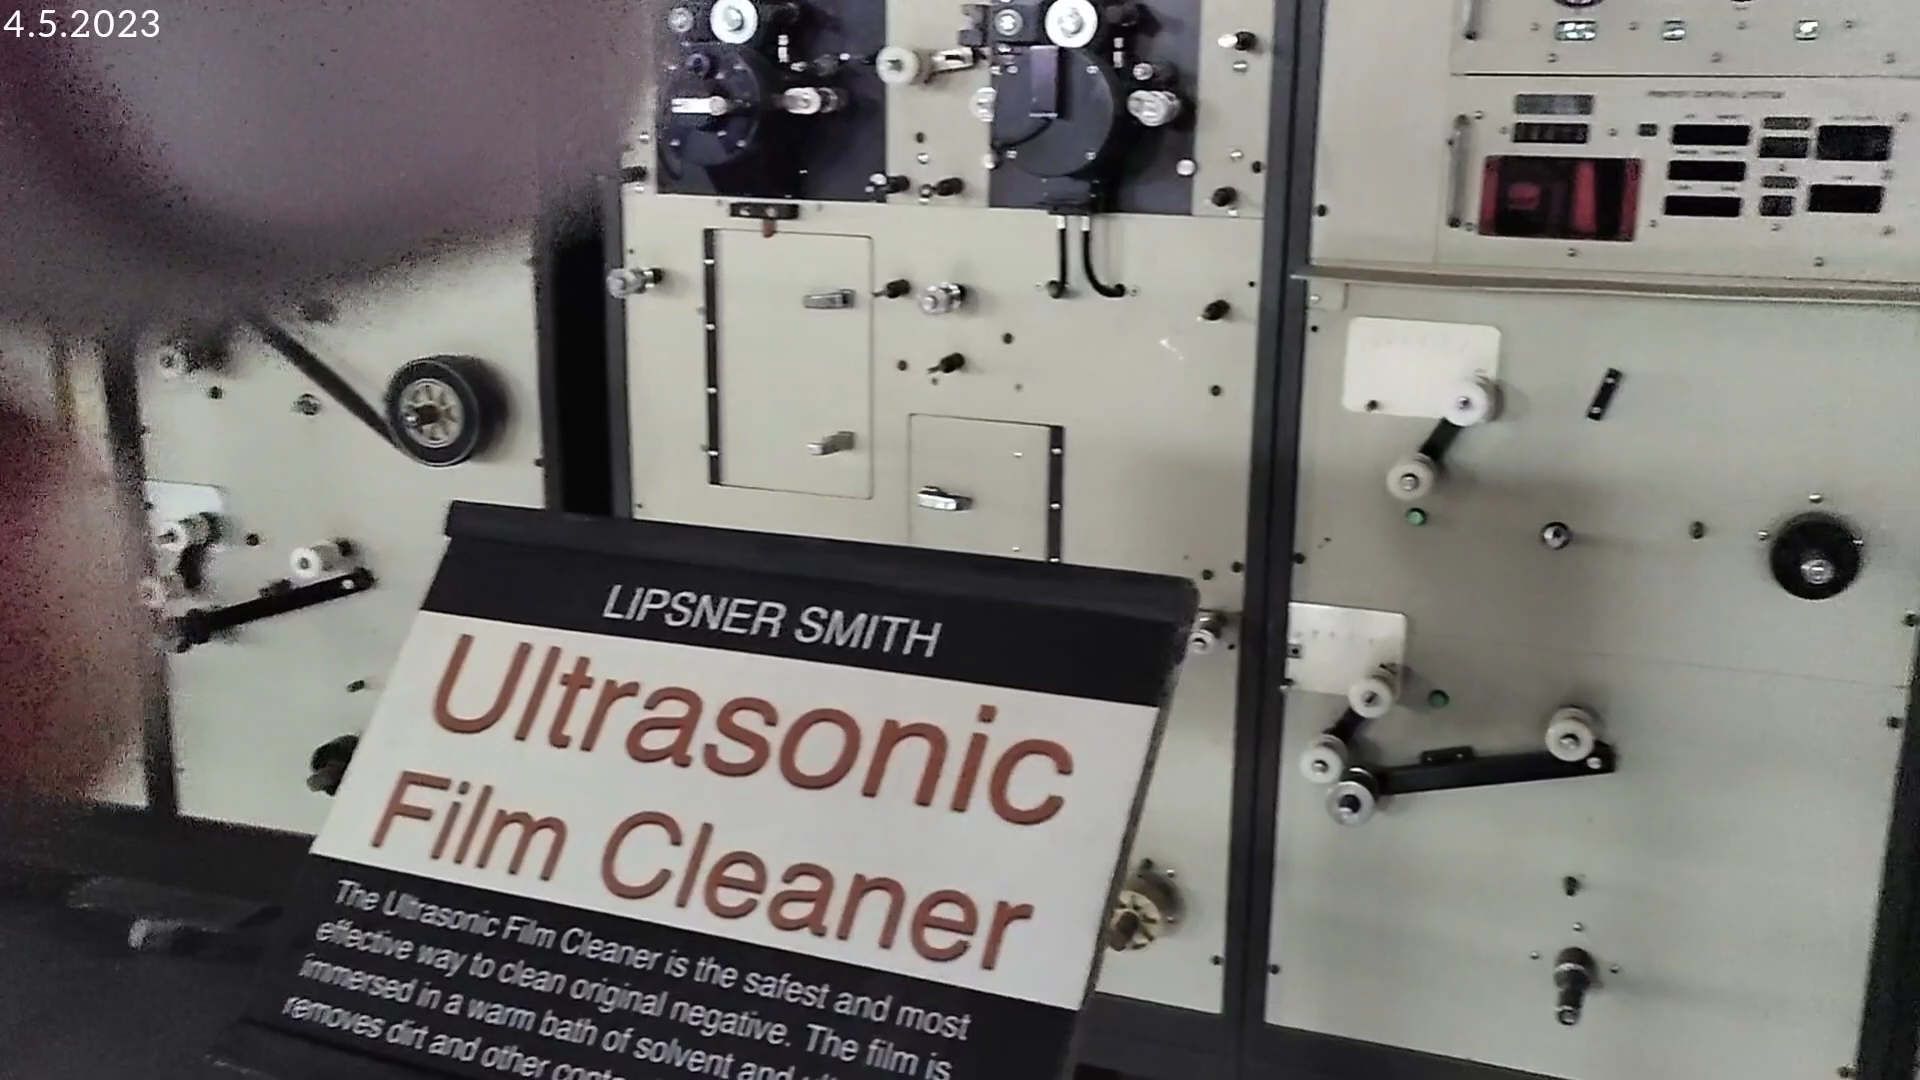 4.5.2023
LIPSNER SMITH
Ultrasonic
Film Cleaner
The Ultrasonic Film Cleaner is the safest and most
effective way to clean original negative. The film is
immersed in a warm bath of solvent and
removes dirt and other